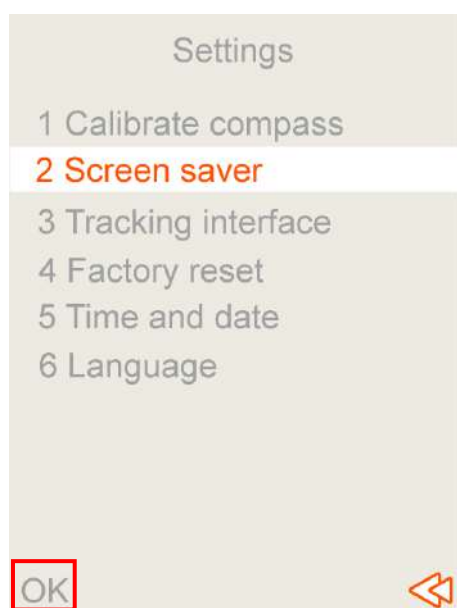 Settings
1 Calibrate compass
2 Screen saver
3 Tracking interface
4 Factory reset
5 Time and date
6 Language
OK